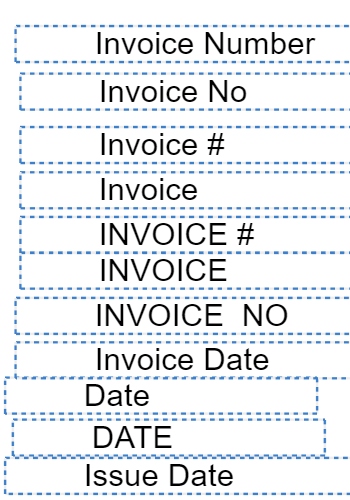 Invoice Number
Invoice No
Invoice #
Invoice
INVOICE #
INVOICE
INVOICE  NO
Invoice Date
Date
DATE
Issue Date